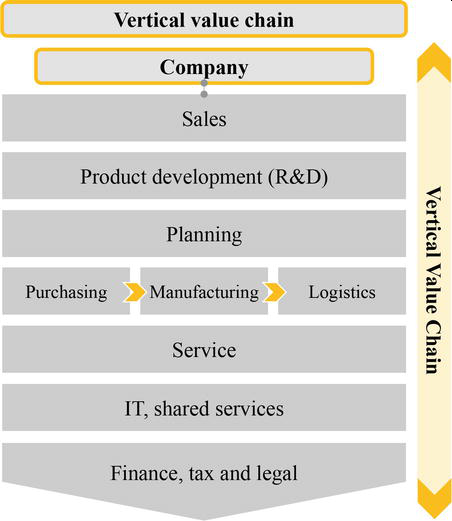 Vertical value chain
Company
Sales
Product development (R&D)
Planning
Purchasing
Manufacturing
Logistics
Service
IT, shared services
Finance, tax and legal
Vertical Value Chain